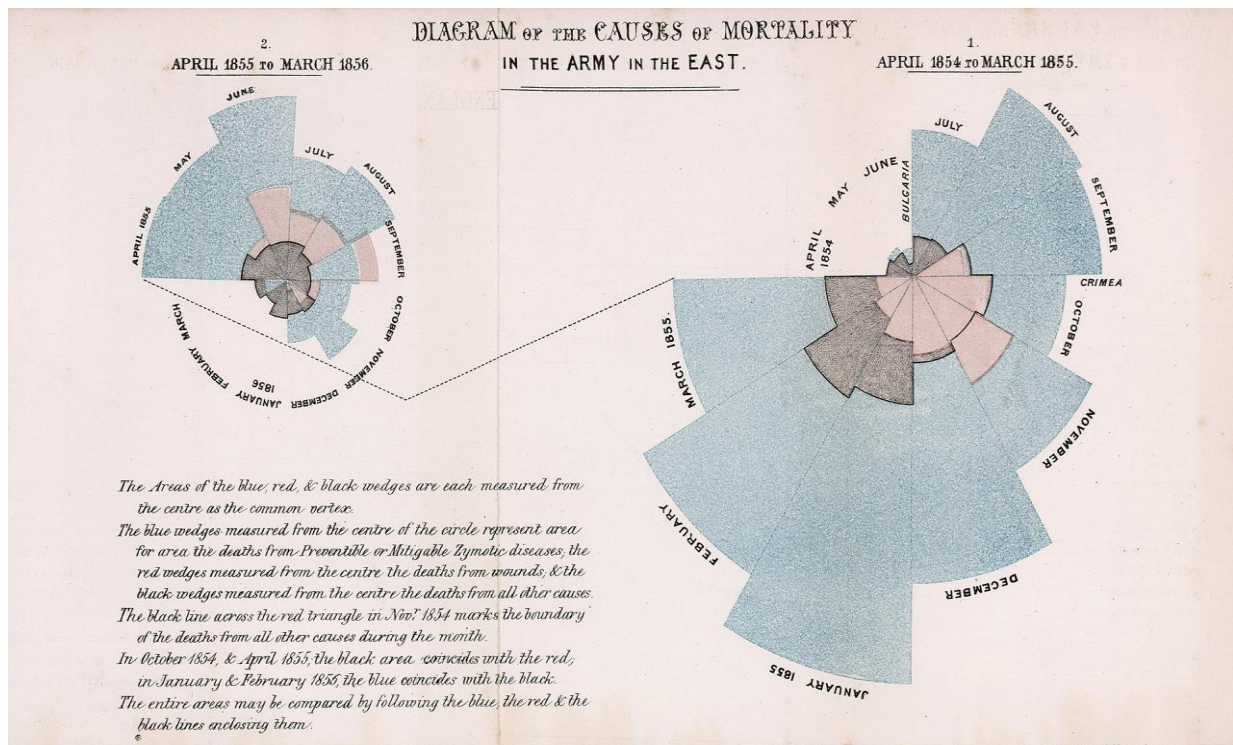 DIAGRAM OF THE CAUSES OF MORTALITY
IN THE ARMY IN THE EAST.
2.
APRIL 1855 TO MARCH 1856.
JUNE
MAY
APRIL 1855
JULY
AUGUST
SEPTEMBER
OCTOBER
NOVEMBER
DECEMBER
JANUARY
1856
FEBRUARY
MARCH
1.
APRIL 1854 TO MARCH 1855.
JULY
AUGUST
SEPTEMBER
JUNE
MAY
APRIL
1854
BULGARIA
CRIMEA
OCTOBER
NOVEMBER
DECEMBER
JANUARY 1855
FEBRUARY
MARCH 1855.
The Areas of the blue, red, & black wedges are each measured from
the centre as the common vertex.
The blue wedges measured from the centre of the circle represent area
for area the deaths from Preventible or Mitigable Zymotic diseases; the
red wedges measured from the centre the deaths from wounds; & the
black wedges measured from the centre the deaths from all other causes.
The black line across the red triangle in Novr. 1854 marks the boundary
of the deaths from all other causes during the month.
In October 1854, & April 1855, the black area coincides with the red;
in January & February 1856, the blue coincides with the black.
The entire areas may be compared by following the blue, the red & the
black lines enclosing them.